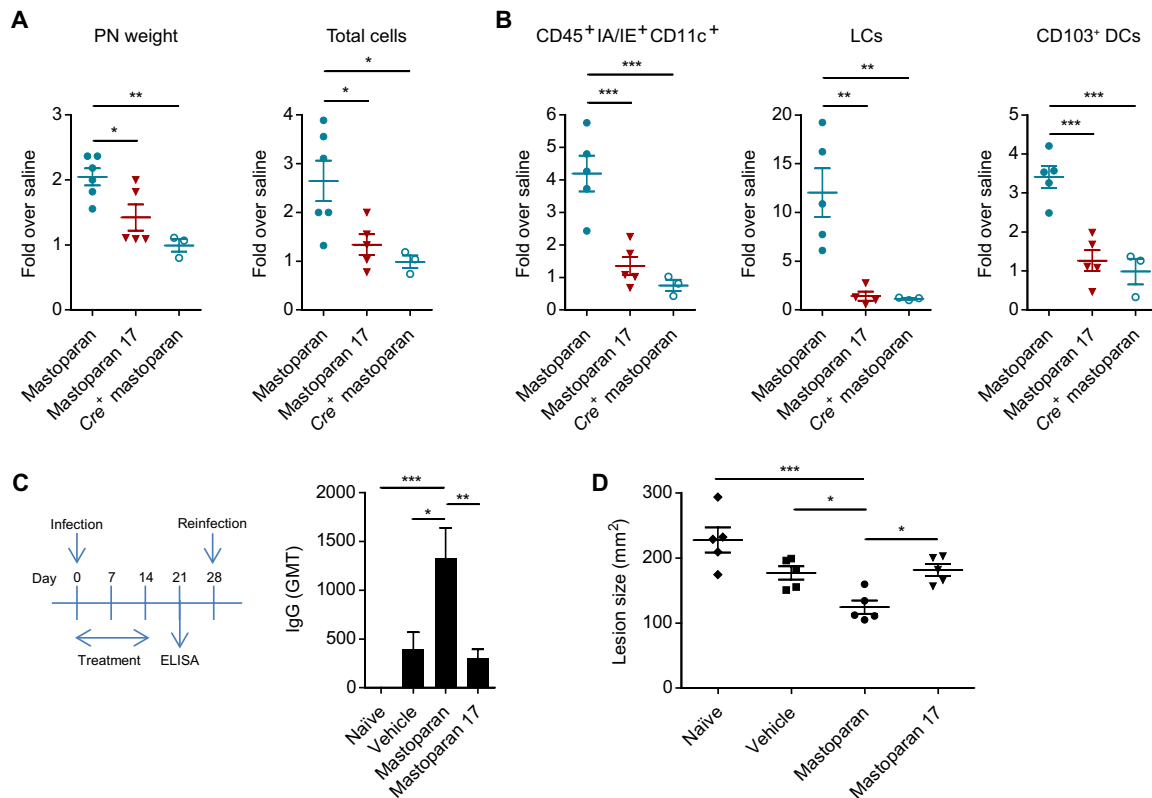 A
PN weight
Fold over saline
3
2
1
0
**
*
Mastoparan
Mastoparan 17
Cre+ mastoparan
Total cells
Fold over saline
4
3
2
1
0
*
*
Mastoparan
Mastoparan 17
Cre+ mastoparan
B
CD45+ IA/IE+ CD11c+
Fold over saline
6
5
4
3
2
1
0
***
***
Mastoparan
Mastoparan 17
Cre+ mastoparan
LCs
Fold over saline
20
15
10
5
0
**
**
Mastoparan
Mastoparan 17
Cre+ mastoparan
CD103+ DCs
Fold over saline
5
4
3
2
1
0
***
***
Mastoparan
Mastoparan 17
Cre+ mastoparan
C
Infection
Reinfection
Day 0 7 14 21 28
Treatment ELISA
IgG (GMT)
2000
1500
1000
500
0
***
**
*
Naïve
Vehicle
Mastoparan
Mastoparan 17
D
Lesion size (mm2)
300
200
100
0
***
*
*
Naïve
Vehicle
Mastoparan
Mastoparan 17